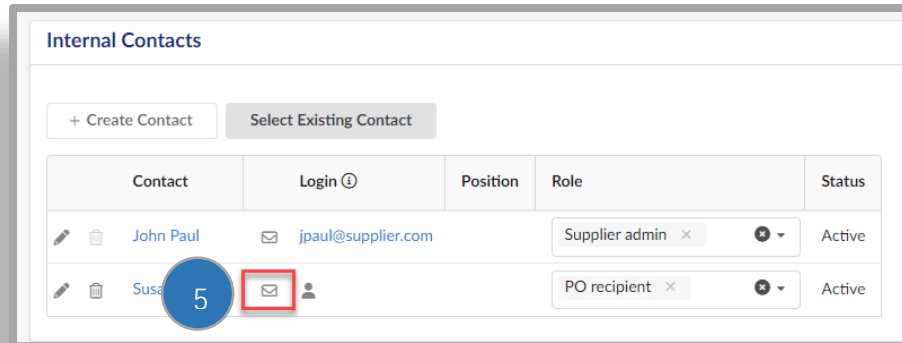 Internal Contacts
+ Create Contact Select Existing Contact
Contact Login Position Role Status
John Paul jpaul@supplier.com Supplier admin × Active
5 PO recipient × Active